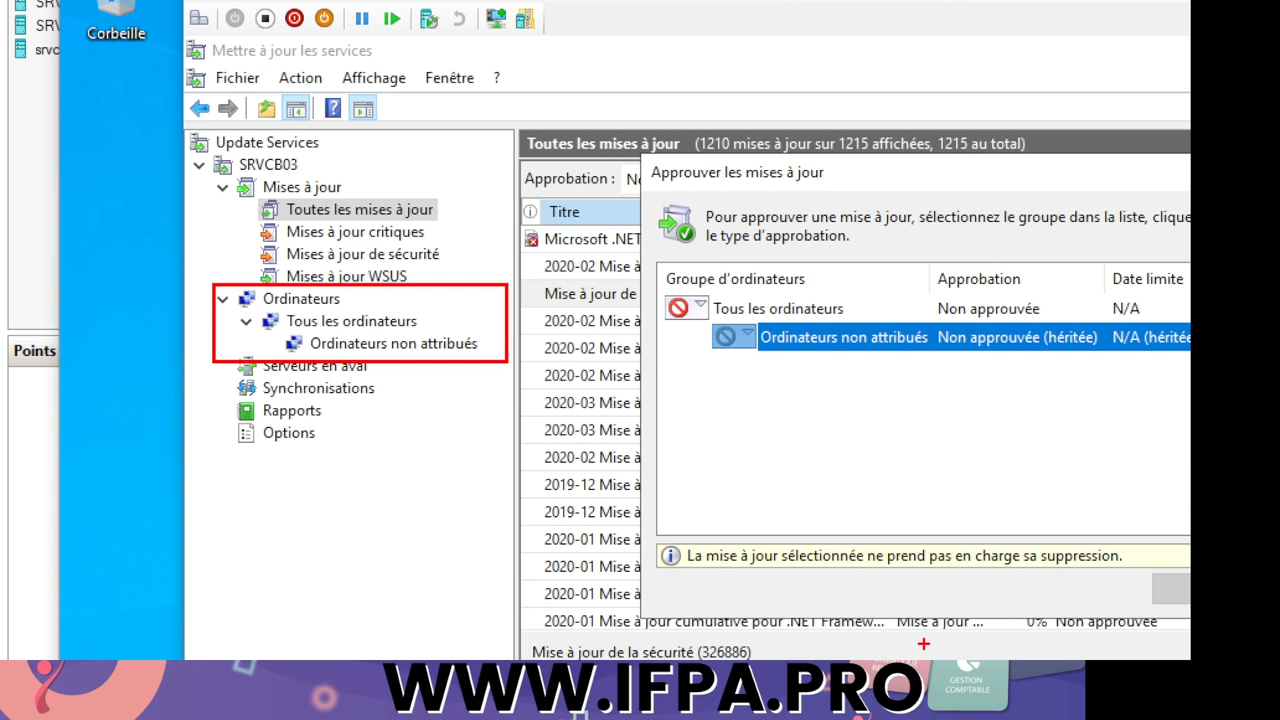 SRV
SRV
srvc
Corbeille
Points
Mettre à jour les services
Fichier Action Affichage Fenêtre ?
Update Services
SRVCB03
Mises à jour
Toutes les mises à jour
Mises à jour critiques
Mises à jour de sécurité
Mises à jour WSUS
Ordinateurs
Tous les ordinateurs
Ordinateurs non attribués
Serveurs en aval
Synchronisations
Rapports
Options
Toutes les mises à jour (1210 mises à jour sur 1215 affichées, 1215 au total)
Approbation :
Titre
Microsoft .NET
2020-02 Mise à
Mise à jour de
2020-02 Mise à
2020-02 Mise à
2020-02 Mise à
2020-03 Mise à
2020-03 Mise à
2020-02 Mise à
2019-12 Mise à
2019-12 Mise à
2020-01 Mise à
2020-01 Mise à
2020-01 Mise à
2020-01 Mise à jour cumulative pour .NET Framew... Mise à jour ... 0% Non approuvée
Mise à jour de la sécurité (326886)
Approuver les mises à jour
Pour approuver une mise à jour, sélectionnez le groupe dans la liste, clique
le type d'approbation.
Groupe d'ordinateurs Approbation Date limite
Tous les ordinateurs Non approuvée N/A
Ordinateurs non attribués Non approuvée (héritée) N/A (héritée
La mise à jour sélectionnée ne prend pas en charge sa suppression.
WWW.IFPA.PRO
GESTION
COMPTABLE